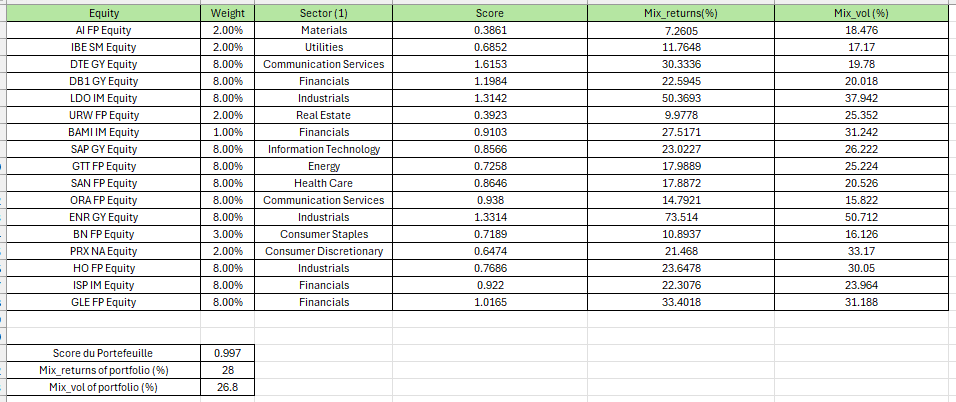 Equity Weight Sector (1) Score Mix_returns(%) Mix_vol (%)
AI FP Equity 2.00% Materials 0.3861 7.2605 18.476
IBE SM Equity 2.00% Utilities 0.6852 11.7648 17.17
DTE GY Equity 8.00% Communication Services 1.6153 30.3336 19.78
DB1 GY Equity 8.00% Financials 1.1984 22.5945 20.018
LDO IM Equity 8.00% Industrials 1.3142 50.3693 37.942
URW FP Equity 2.00% Real Estate 0.3923 9.9778 25.352
BAMI IM Equity 1.00% Financials 0.9103 27.5171 31.242
SAP GY Equity 8.00% Information Technology 0.8566 23.0227 26.222
GTT FP Equity 8.00% Energy 0.7258 17.9889 25.224
SAN FP Equity 8.00% Health Care 0.8646 17.8872 20.526
ORA FP Equity 8.00% Communication Services 0.938 14.7921 15.822
ENR GY Equity 8.00% Industrials 1.3314 73.514 50.712
BN FP Equity 3.00% Consumer Staples 0.7189 10.8937 16.126
PRX NA Equity 2.00% Consumer Discretionary 0.6474 21.468 33.17
HO FP Equity 8.00% Industrials 0.7686 23.6478 30.05
ISP IM Equity 8.00% Financials 0.922 22.3076 23.964
GLE FP Equity 8.00% Financials 1.0165 33.4018 31.188
Score du Portefeuille 0.997
Mix_returns of portfolio (%) 28
Mix_vol of portfolio (%) 26.8